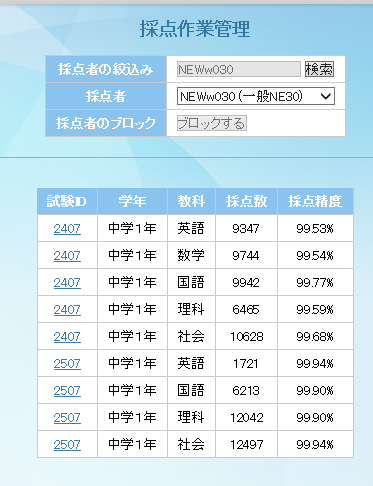 採点作業管理
採点者の絞込み NEWw030 検索
採点者 NEWw030 (一般NE30)
採点者のブロック ブロックする
試験ID 学年 教科 採点数 採点精度
2407 中学1年 英語 9347 99.53%
2407 中学1年 数学 9744 99.54%
2407 中学1年 国語 9942 99.77%
2407 中学1年 理科 6465 99.59%
2407 中学1年 社会 10628 99.68%
2507 中学1年 英語 1721 99.94%
2507 中学1年 国語 6213 99.90%
2507 中学1年 理科 12042 99.90%
2507 中学1年 社会 12497 99.94%